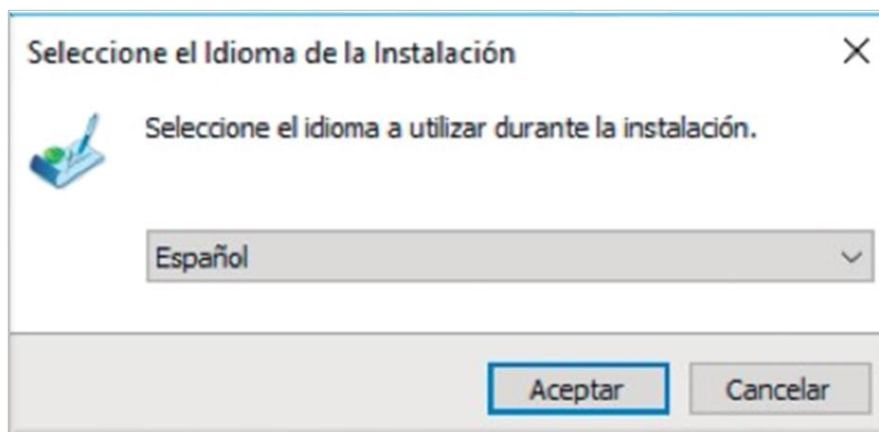 Seleccione el Idioma de la Instalación
Seleccione el idioma a utilizar durante la instalación.
Español
Aceptar
Cancelar